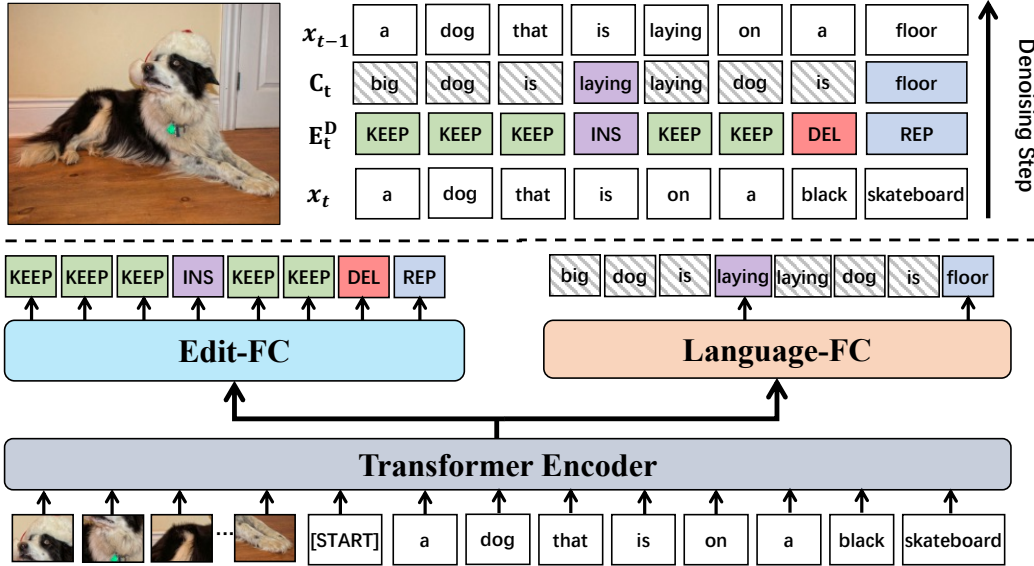 x_{t-1} a dog that is laying on a floor
C_t big dog is laying laying dog is floor
E_t^D KEEP KEEP KEEP INS KEEP KEEP DEL REP
x_t a dog that is on a black skateboard
Denoising Step
KEEP KEEP KEEP INS KEEP KEEP DEL REP
big dog is laying laying dog is floor
Edit-FC
Language-FC
Transformer Encoder
... [START] a dog that is on a black skateboard